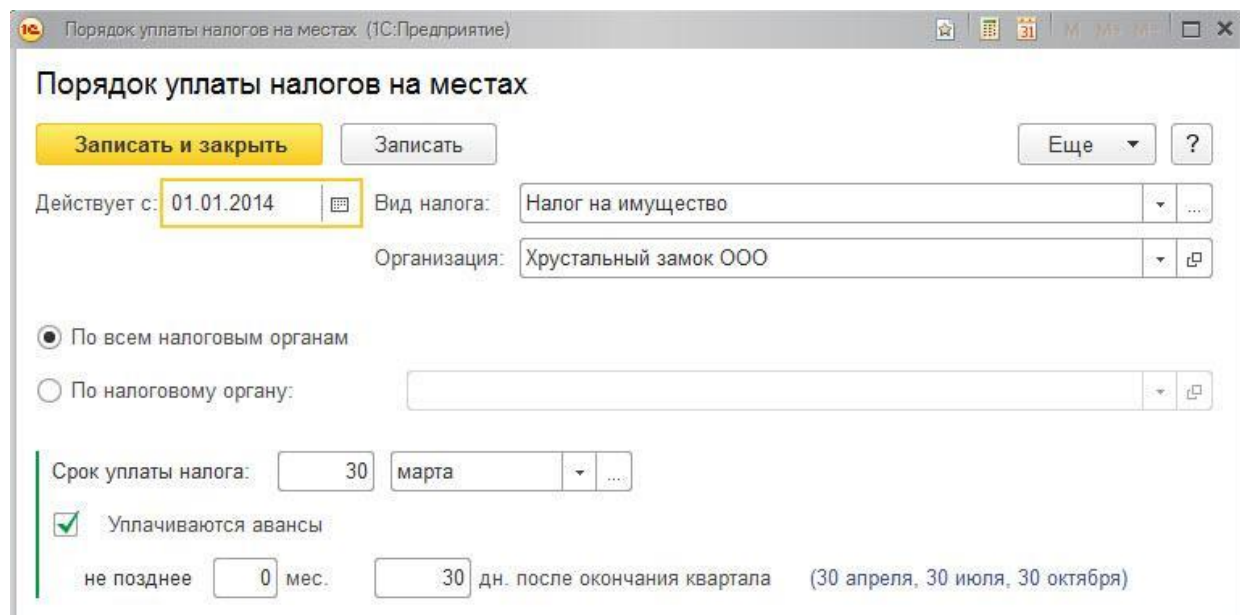 1С Порядок уплаты налогов на местах (1С:Предприятие) 31 M M+ M-
Порядок уплаты налогов на местах
Записать и закрыть Записать Еще ?
Действует с: 01.01.2014 Вид налога: Налог на имущество ...
Организация: Хрустальный замок ООО
По всем налоговым органам
По налоговому органу:
Срок уплаты налога: 30 марта ...
Уплачиваются авансы
не позднее 0 мес. 30 дн. после окончания квартала (30 апреля, 30 июля, 30 октября)